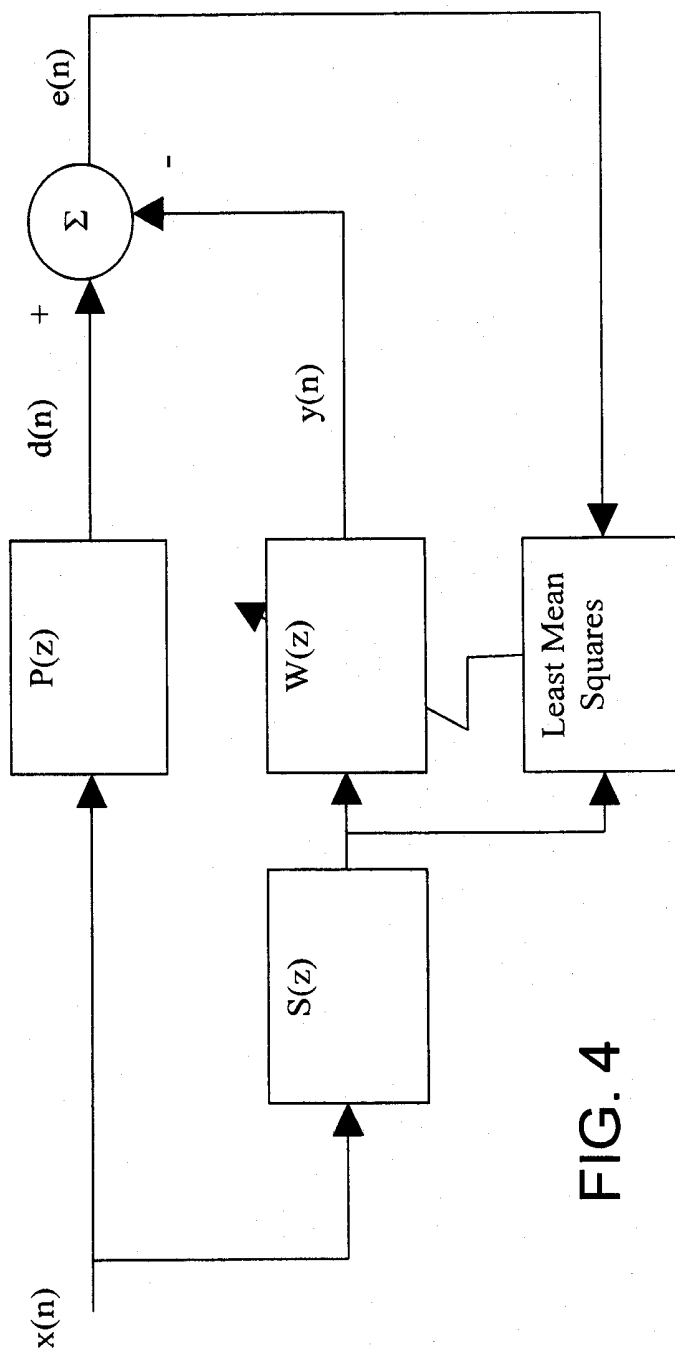 x(n)
P(z)
d(n)
+
Σ
e(n)
-
S(z)
W(z)
y(n)
Least Mean
Squares
FIG. 4